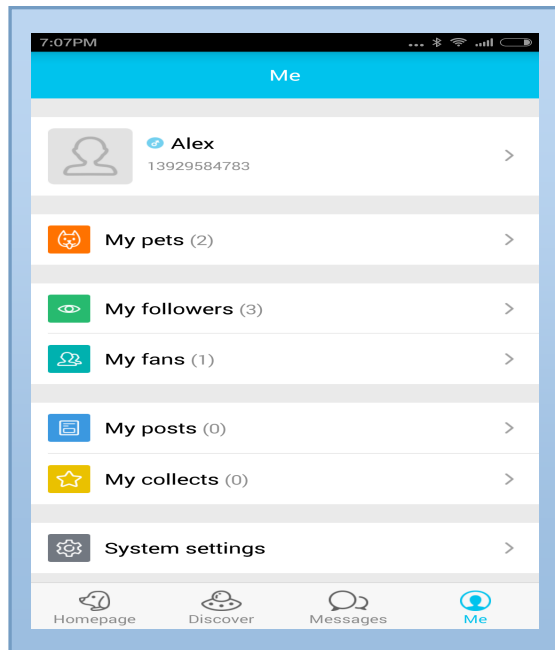 7:07PM
Me
Alex
13929584783
My pets (2)
My followers (3)
My fans (1)
My posts (0)
My collects (0)
System settings
Homepage Discover Messages Me